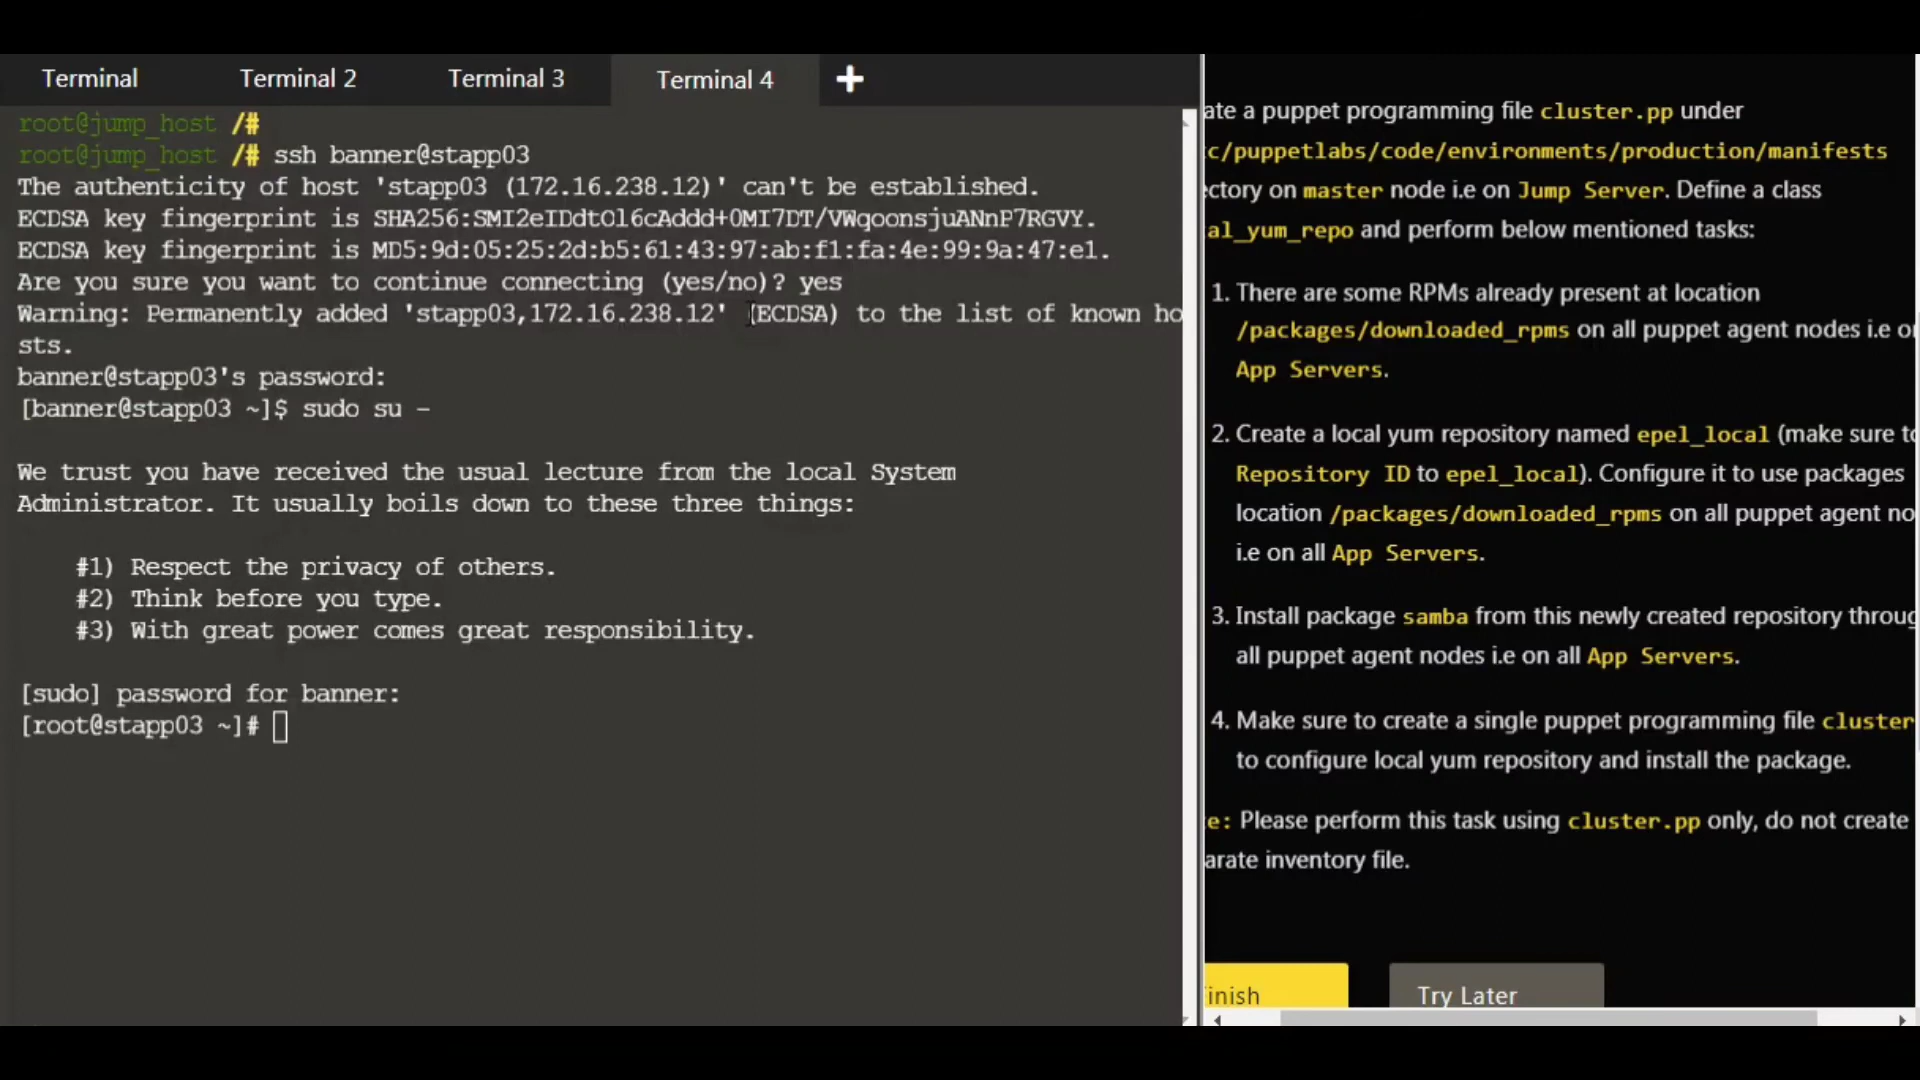 Terminal
Terminal 2
Terminal 3
Terminal 4
root@jump_host /#
root@jump_host /# ssh banner@stapp03
The authenticity of host 'stapp03 (172.16.238.12)' can't be established.
ECDSA key fingerprint is SHA256:SMI2eIDdtOl6cAddd+0MI7DT/VWqoonsjuANnP7RGVY.
ECDSA key fingerprint is MD5:9d:05:25:2d:b5:61:43:97:ab:f1:fa:4e:99:9a:47:e1.
Are you sure you want to continue connecting (yes/no)? yes
Warning: Permanently added 'stapp03,172.16.238.12' (ECDSA) to the list of known ho
sts.
banner@stapp03's password:
[banner@stapp03 ~]$ sudo su -
We trust you have received the usual lecture from the local System
Administrator. It usually boils down to these three things:
#1) Respect the privacy of others.
#2) Think before you type.
#3) With great power comes great responsibility.
[sudo] password for banner:
[root@stapp03 ~]#
ate a puppet programming file cluster.pp under
c/puppetlabs/code/environments/production/manifests
ectory on master node i.e on Jump Server. Define a class
al_yum_repo and perform below mentioned tasks:
1. There are some RPMs already present at location
/packages/downloaded_rpms on all puppet agent nodes i.e o
App Servers.
2. Create a local yum repository named epel_local (make sure to
Repository ID to epel_local). Configure it to use packages
location /packages/downloaded_rpms on all puppet agent no
i.e on all App Servers.
3. Install package samba from this newly created repository throug
all puppet agent nodes i.e on all App Servers.
4. Make sure to create a single puppet programming file cluster
to configure local yum repository and install the package.
e: Please perform this task using cluster.pp only, do not create
arate inventory file.
inish
Try Later